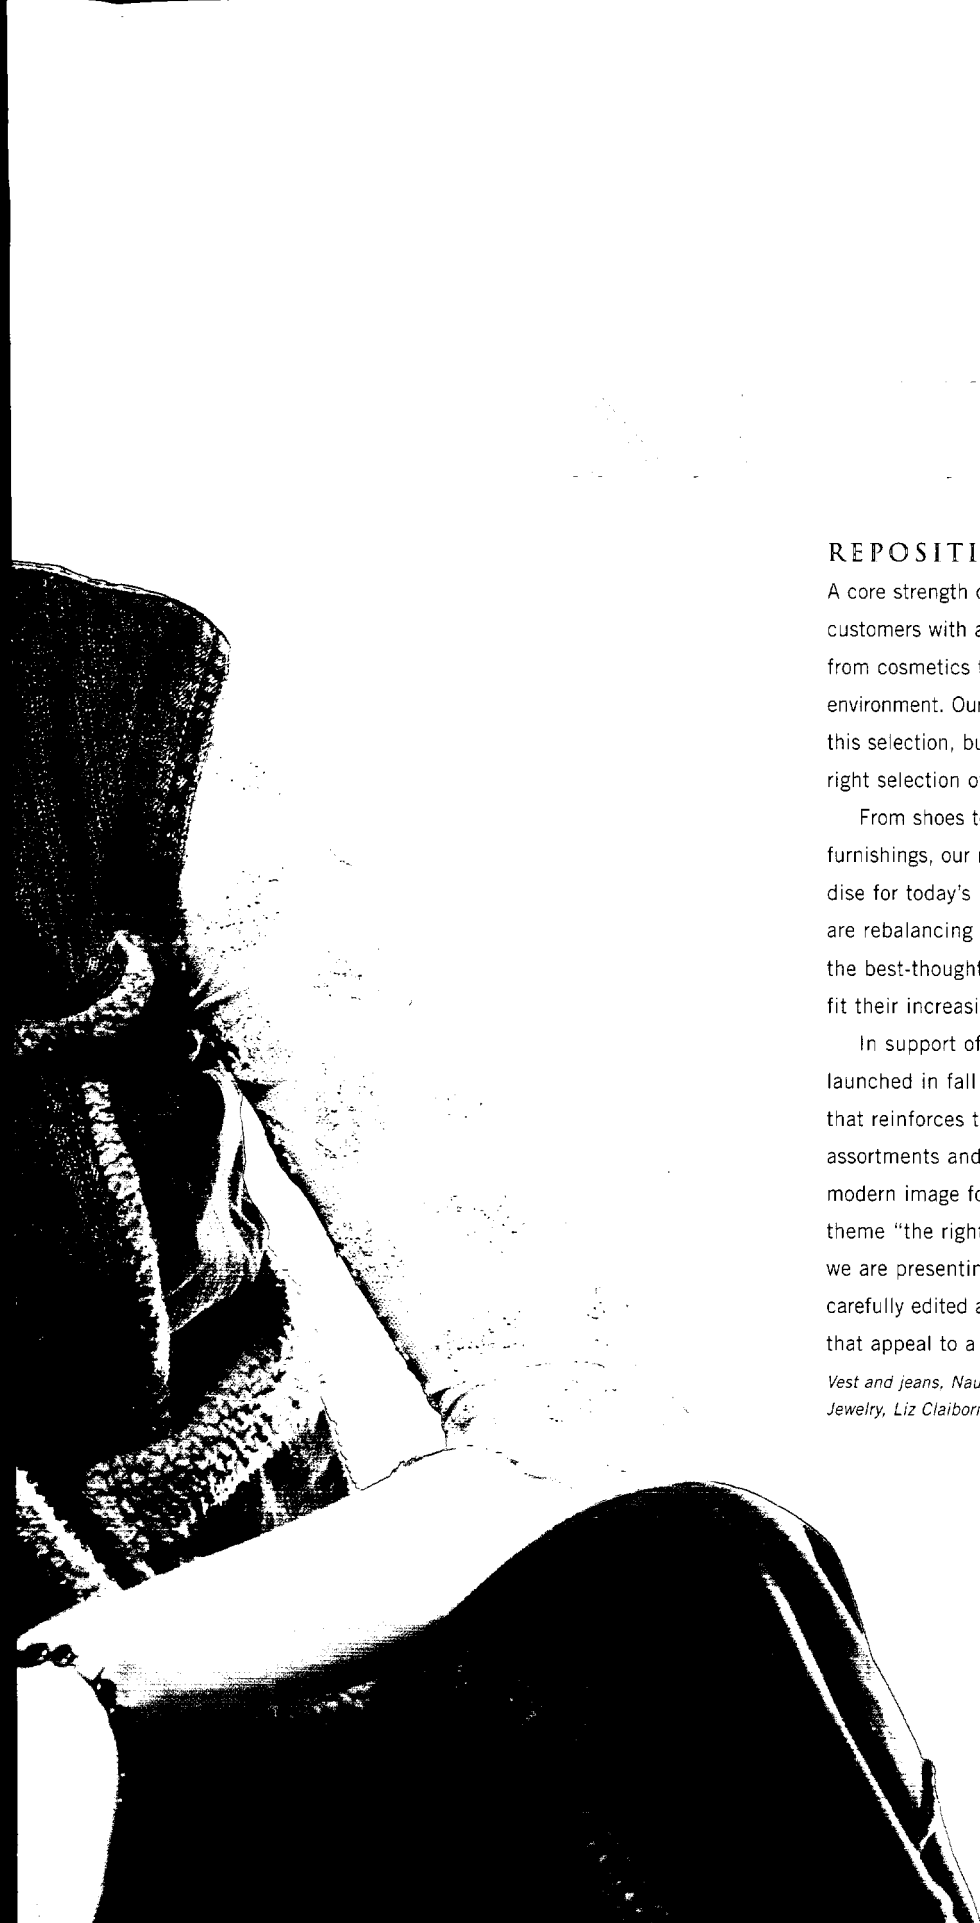 REPOSITI
A core strength
customers with a
from cosmetics
environment. Our
this selection, bu
right selection o
From shoes t
furnishings, our
dise for today's
are rebalancing
the best-thought
fit their increasi
In support of
launched in fall
that reinforces t
assortments and
modern image fo
theme “the right
we are presentin
carefully edited a
that appeal to a
Vest and jeans, Nau
Jewelry, Liz Claibor